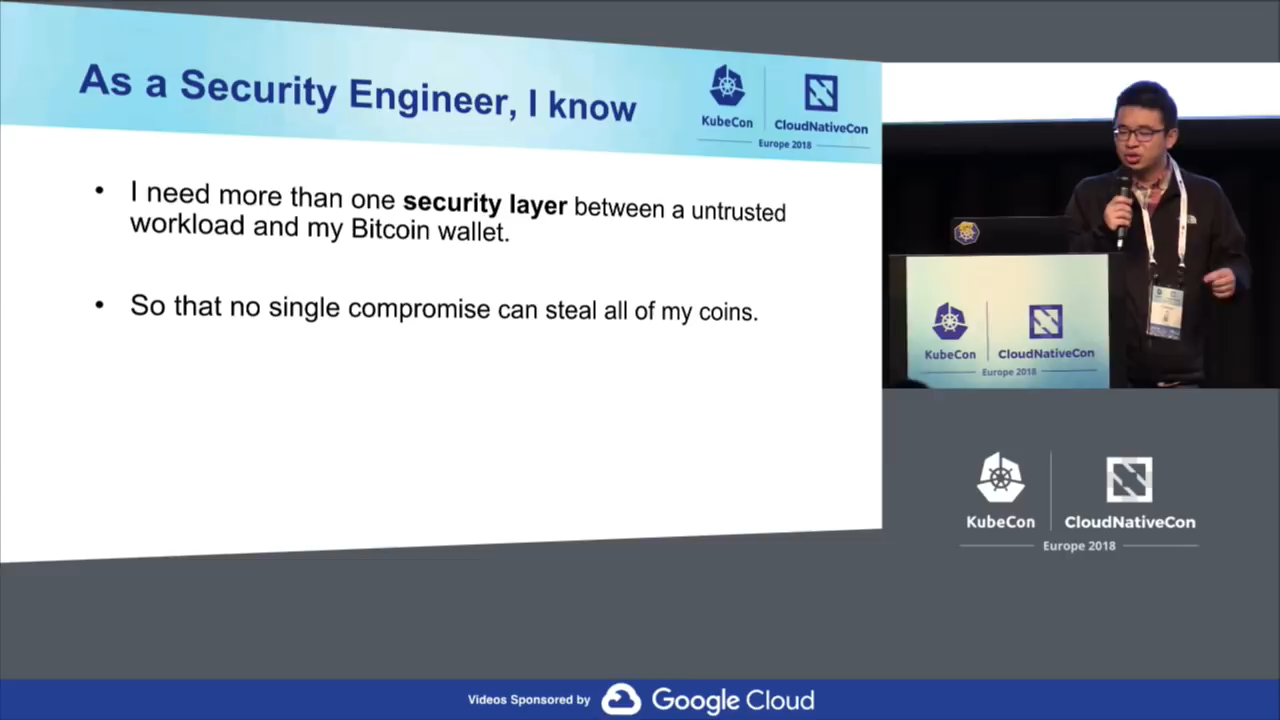 As a Security Engineer, I know
KubeCon
CloudNativeCon
Europe 2018
• I need more than one security layer between a untrusted
workload and my Bitcoin wallet.
• So that no single compromise can steal all of my coins.
KubeCon
CloudNativeCon
Europe 2018
KubeCon
CloudNativeCon
Europe 2018
Videos Sponsored by
Google Cloud